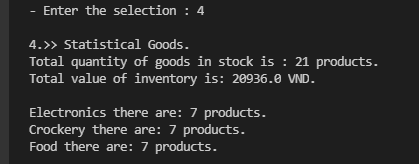 - Enter the selection : 4
4.>> Statistical Goods.
Total quantity of goods in stock is : 21 products.
Total value of inventory is: 20936.0 VND.
Electronics there are: 7 products.
Crockery there are: 7 products.
Food there are: 7 products.